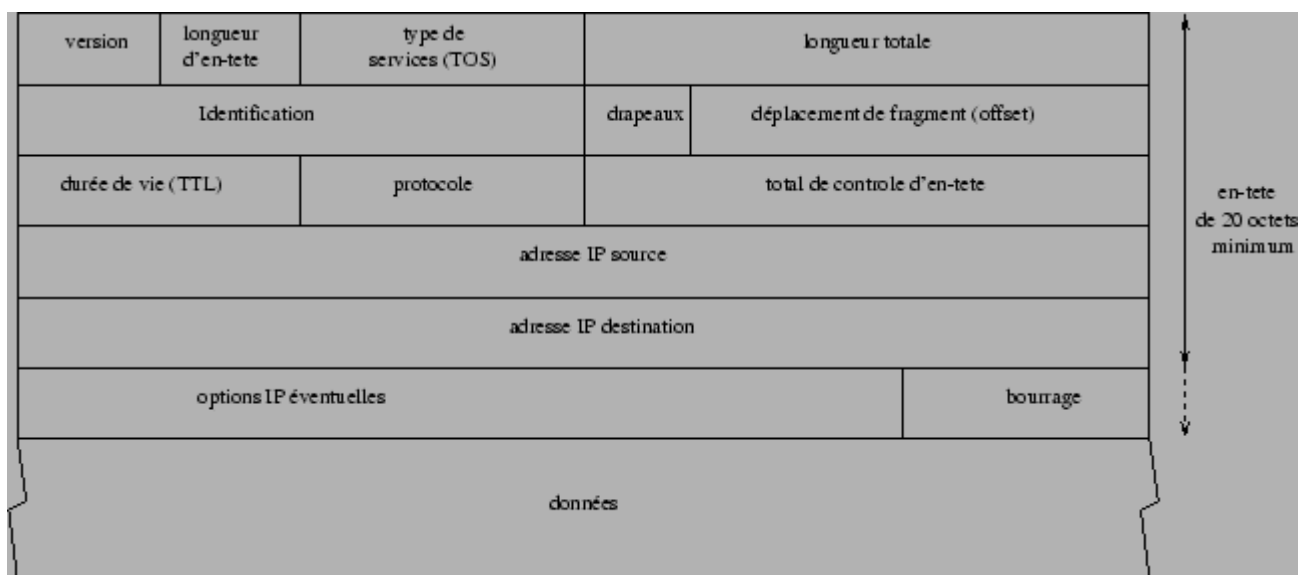 version
longueur
d'en-tete
type de
services (TOS)
longueur totale
Identification
drapeaux
déplacement de fragment (offset)
durée de vie (TTL)
protocole
total de controle d'en-tete
en-tete
de 20 octets
minimum
adresse IP source
adresse IP destination
options IP éventuelles
bourrage
données